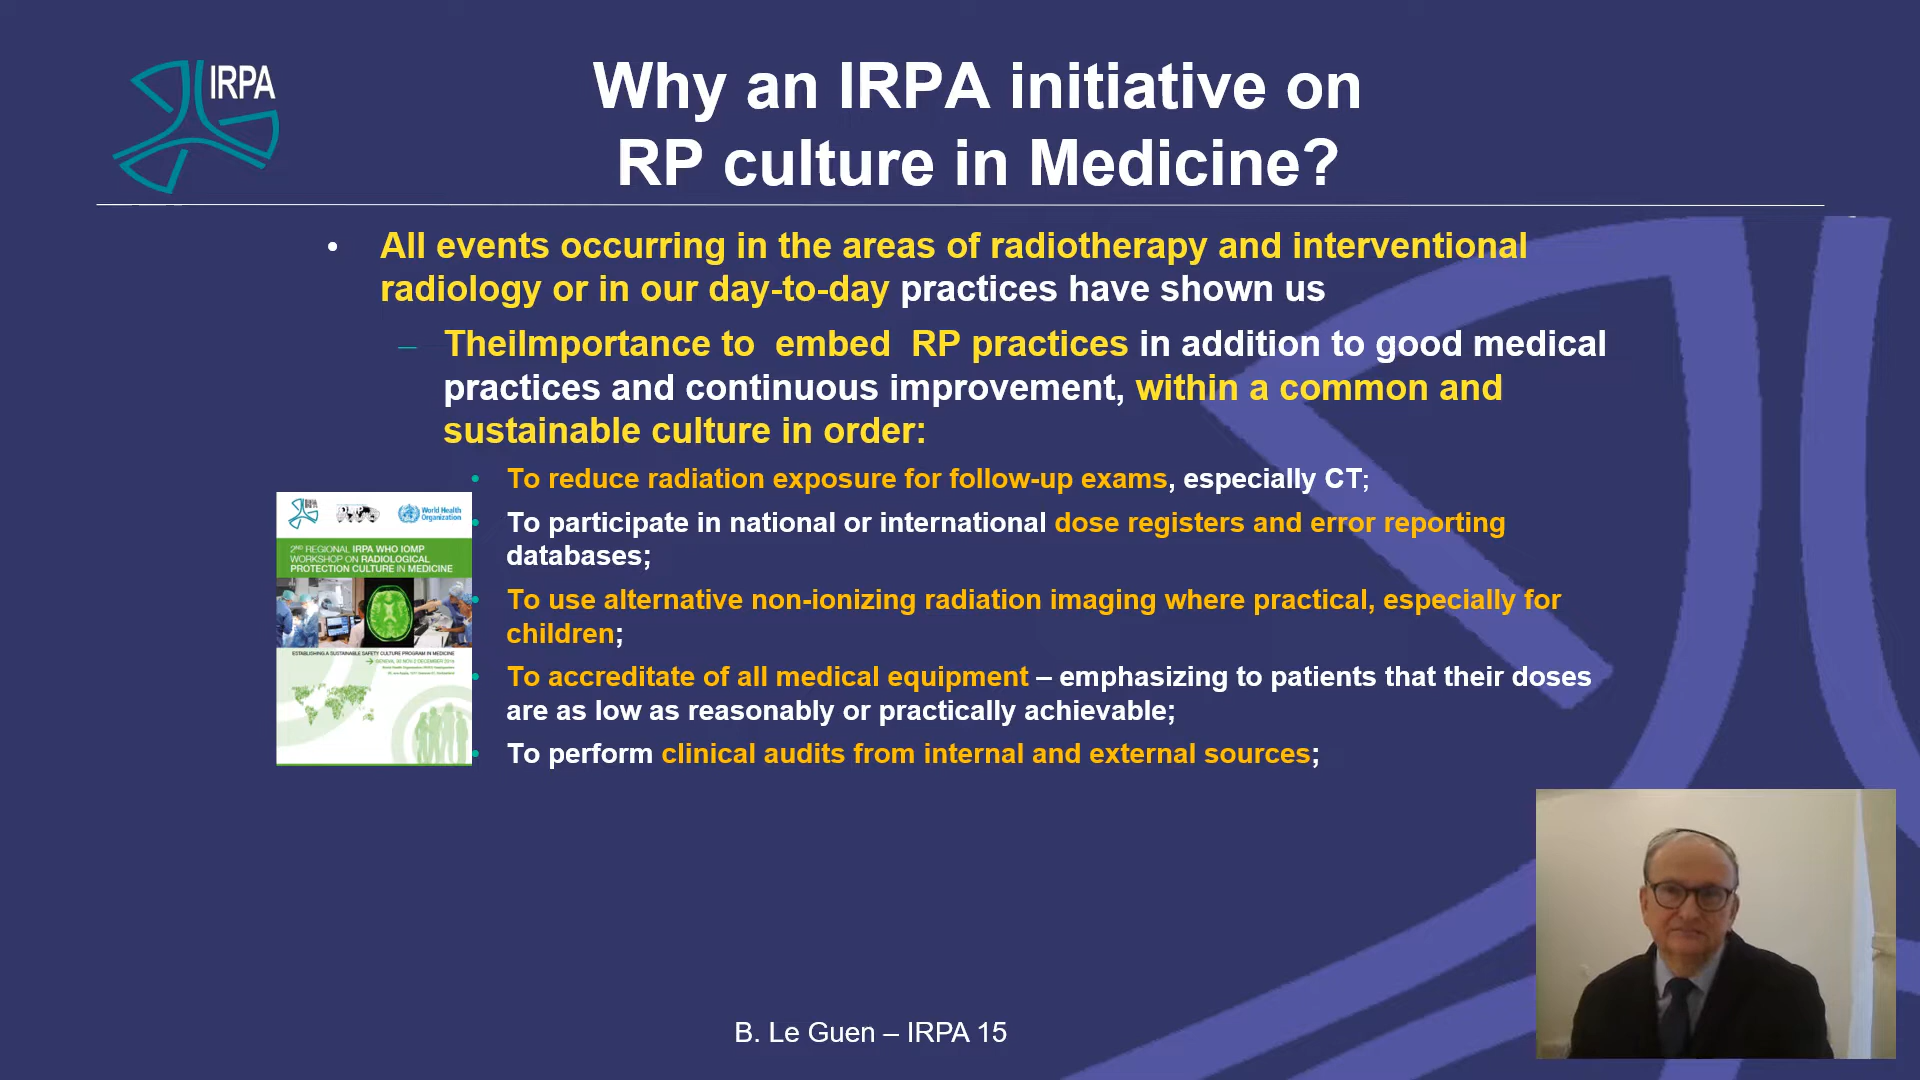 IRPA
Why an IRPA initiative on
RP culture in Medicine?
• All events occurring in the areas of radiotherapy and interventional
radiology or in our day-to-day practices have shown us
– TheiImportance to embed RP practices in addition to good medical
practices and continuous improvement, within a common and
sustainable culture in order:
• To reduce radiation exposure for follow-up exams, especially CT;
• To participate in national or international dose registers and error reporting
databases;
• To use alternative non-ionizing radiation imaging where practical, especially for
children;
• To accreditate of all medical equipment – emphasizing to patients that their doses
are as low as reasonably or practically achievable;
• To perform clinical audits from internal and external sources;
World Health
Organization
2ND REGIONAL IRPA WHO IOMP
WORKSHOP ON RADIOLOGICAL
PROTECTION CULTURE IN MEDICINE
ESTABLISHING A SUSTAINABLE SAFETY CULTURE PROGRAM IN MEDICINE
B. Le Guen – IRPA 15